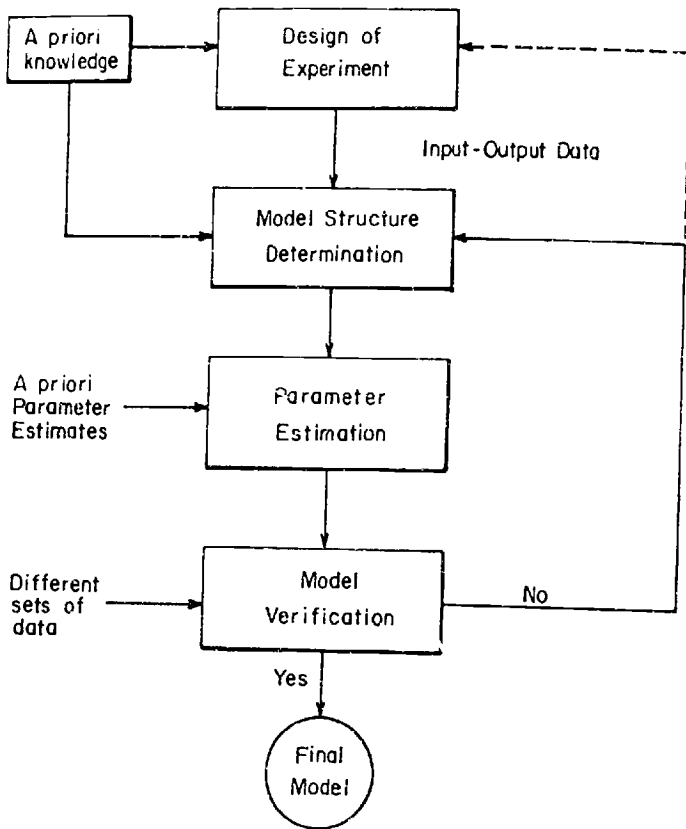 A priori
knowledge
Design of
Experiment
Input-Output Data
Model Structure
Determination
A priori
Parameter
Estimates
Parameter
Estimation
Different
sets of
data
Model
Verification
No
Yes
Final
Model